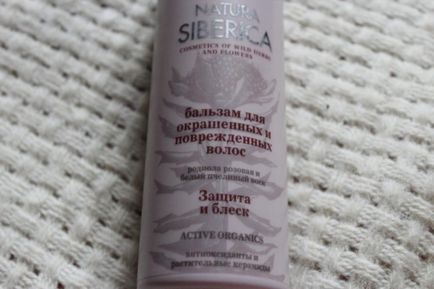 NATURA
SIBERICA
COSMETICS OF WILD HERBS
AND FLOWERS
бальзам для
окрашенных и
поврежденных
волос
родиола розовая и
белый пчелиный воск
Защита
и блеск
ACTIVE ORGANICS
антиоксиданты и
растительные керамиды